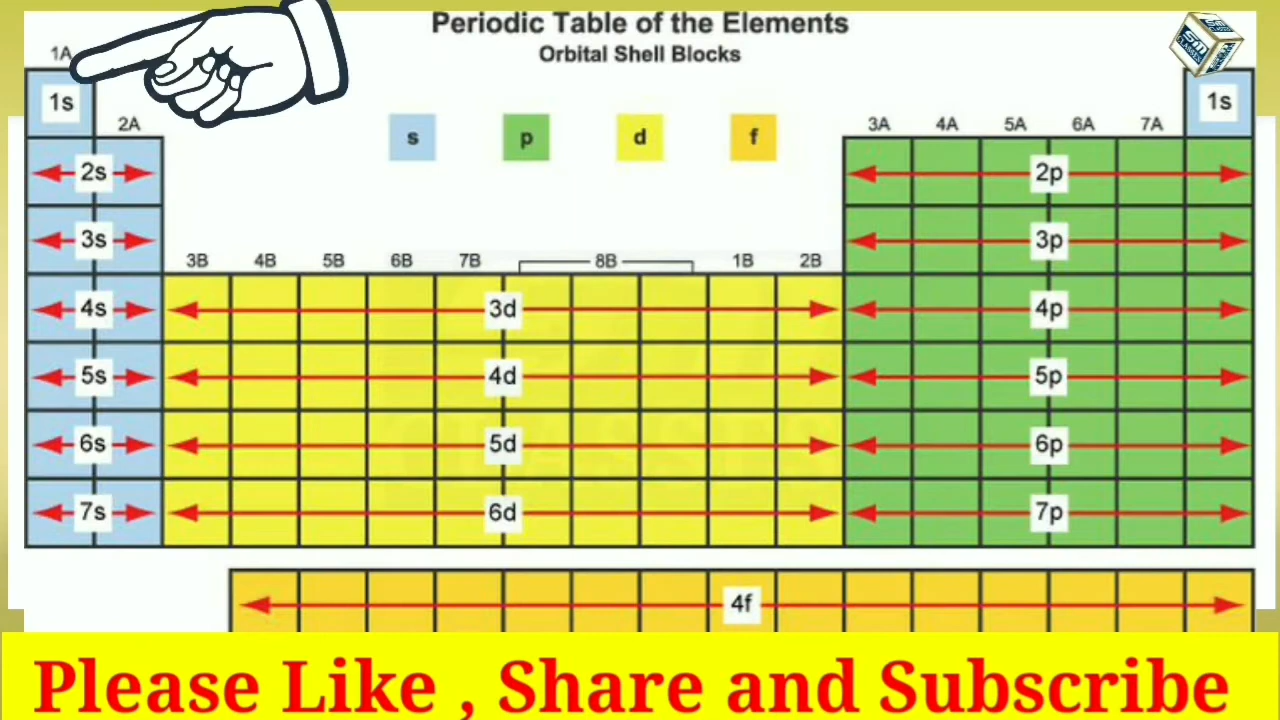 Periodic Table of the Elements
Orbital Shell Blocks
1A
1s
1s
2A
s p d f
3A 4A 5A 6A 7A
2s 2p
3s 3p
3B 4B 5B 6B 7B 8B 1B 2B
4s 3d 4p
5s 4d 5p
6s 5d 6p
7s 6d 7p
4f
Please Like , Share and Subscribe